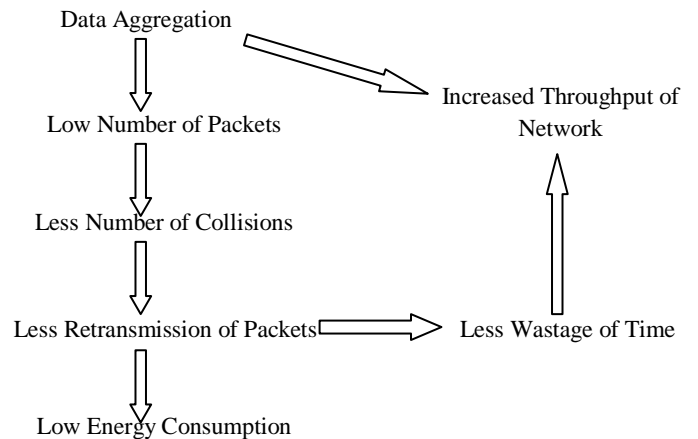 Data Aggregation
Increased Throughput of
Network
Low Number of Packets
Less Number of Collisions
Less Retransmission of Packets
Less Wastage of Time
Low Energy Consumption